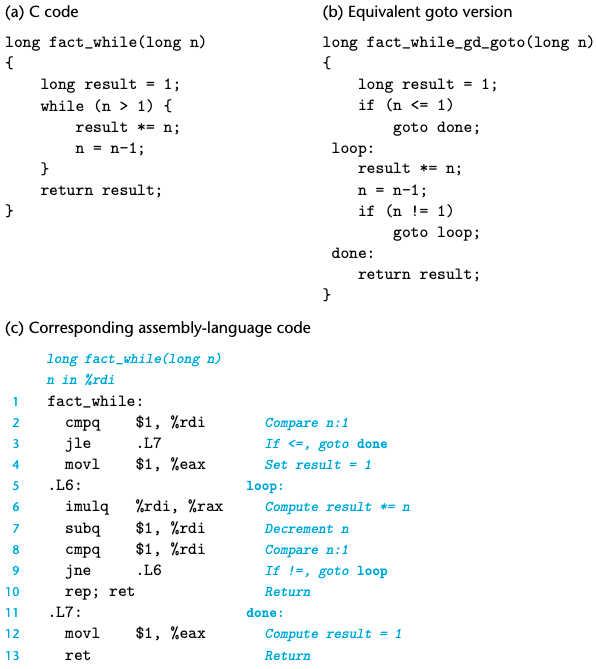 (a) C code
long fact_while(long n)
{
    long result = 1;
    while (n > 1) {
        result *= n;
        n = n-1;
    }
    return result;
}
(b) Equivalent goto version
long fact_while_gd_goto(long n)
{
    long result = 1;
    if (n <= 1)
        goto done;
 loop:
    result *= n;
    n = n-1;
    if (n != 1)
        goto loop;
 done:
    return result;
}
(c) Corresponding assembly-language code
long fact_while(long n)
n in %rdi
1 fact_while:
2 cmpq $1, %rdi Compare n:1
3 jle .L7 If <=, goto done
4 movl $1, %eax Set result = 1
5 .L6: loop:
6 imulq %rdi, %rax Compute result *= n
7 subq $1, %rdi Decrement n
8 cmpq $1, %rdi Compare n:1
9 jne .L6 If !=, goto loop
10 rep; ret Return
11 .L7: done:
12 movl $1, %eax Compute result = 1
13 ret Return